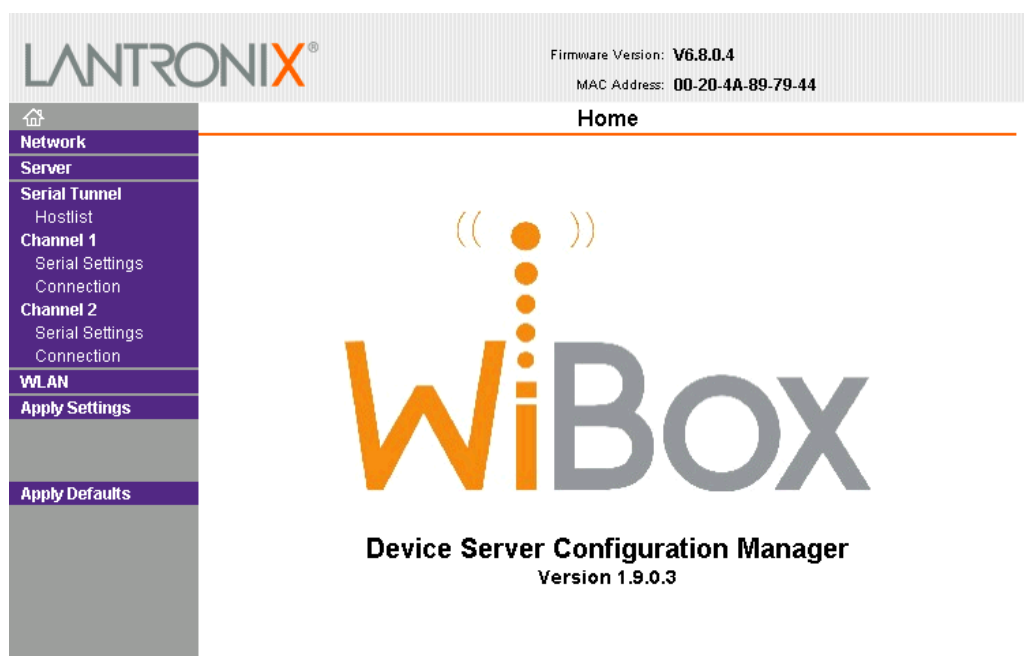 LANTRONIX®
Firmware Version: V6.8.0.4
MAC Address: 00-20-4A-89-79-44
Home
Network
Server
Serial Tunnel
Hostlist
Channel 1
Serial Settings
Connection
Channel 2
Serial Settings
Connection
WLAN
Apply Settings
Apply Defaults
WiBox
Device Server Configuration Manager
Version 1.9.0.3